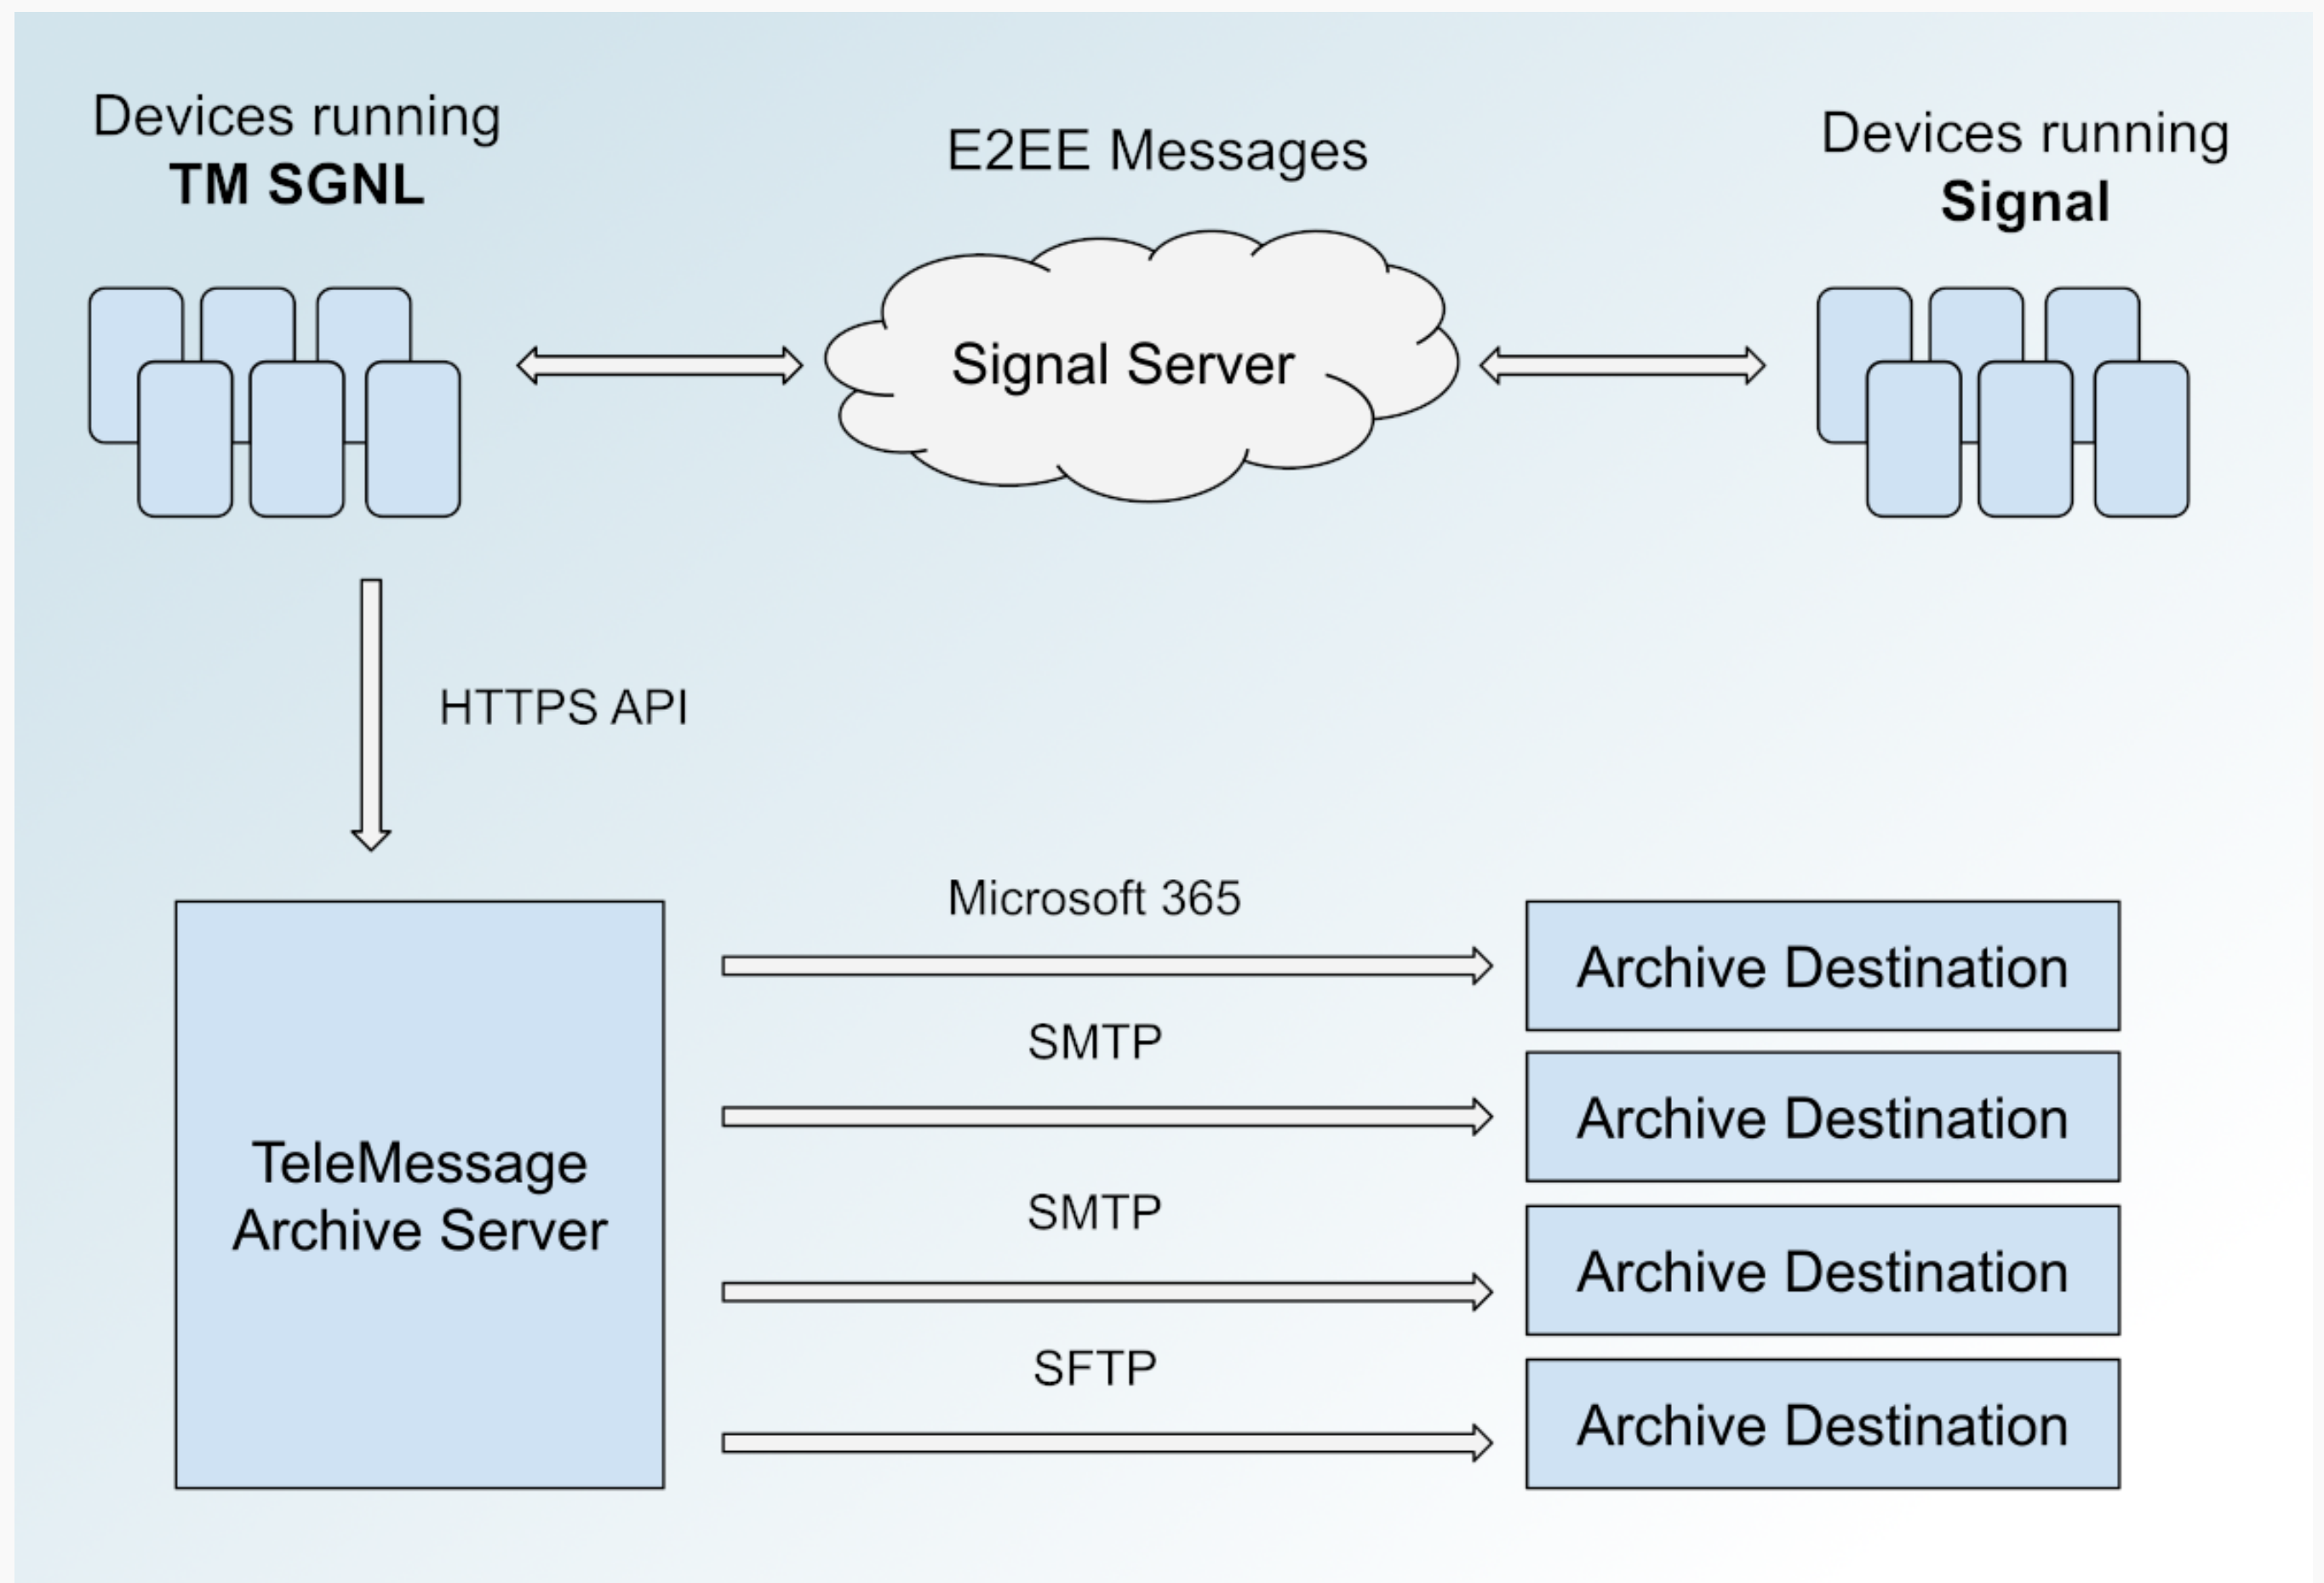 Devices running
TM SGNL
E2EE Messages
Devices running
Signal
Signal Server
HTTPS API
Microsoft 365
Archive Destination
SMTP
Archive Destination
TeleMessage
Archive Server
SMTP
Archive Destination
SFTP
Archive Destination